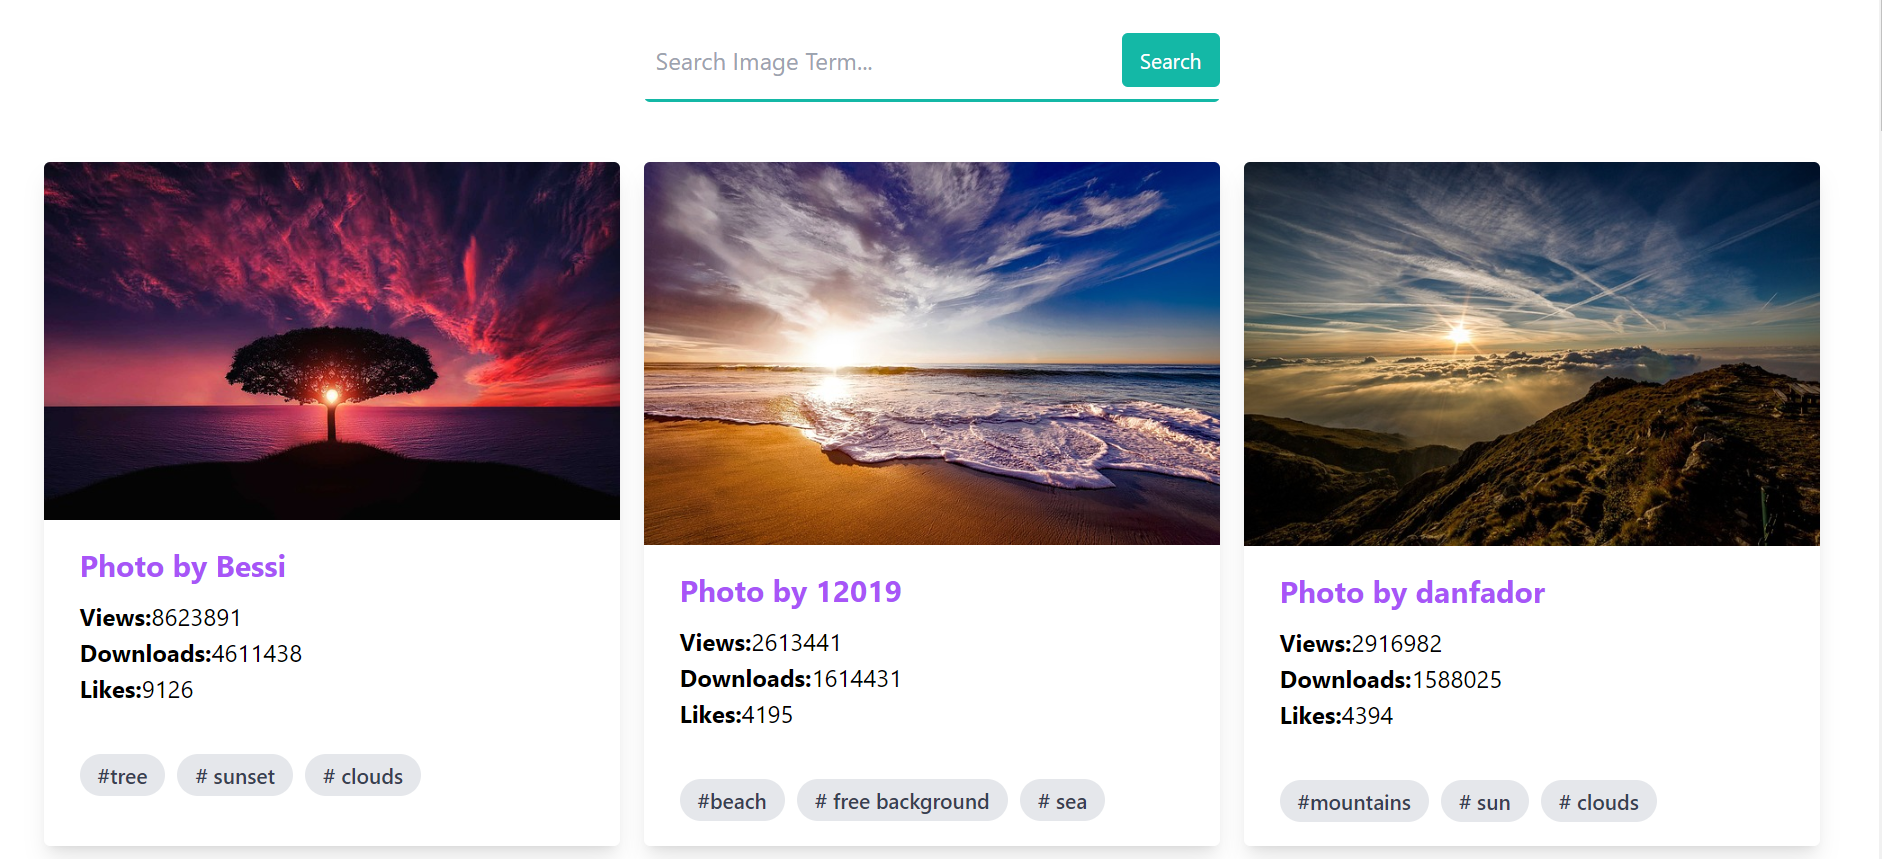 Search Image Term...
Search
Photo by Bessi
Views:8623891
Downloads:4611438
Likes:9126
#tree
# sunset
# clouds
Photo by 12019
Views:2613441
Downloads:1614431
Likes:4195
#beach
# free background
# sea
Photo by danfador
Views:2916982
Downloads:1588025
Likes:4394
#mountains
# sun
# clouds